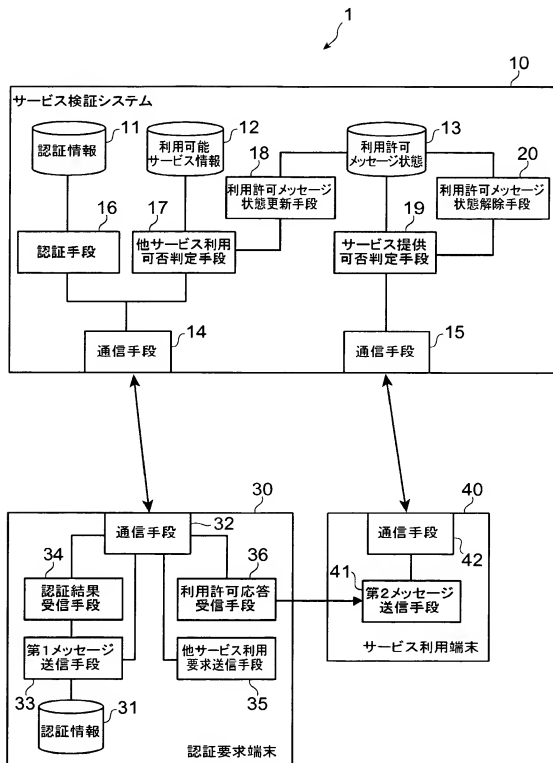 1
10
サービス検証システム
11
認証情報
12
利用可能
サービス情報
13
利用許可
メッセージ状態
18
利用許可メッセージ
状態更新手段
20
利用許可メッセージ
状態解除手段
16
認証手段
17
他サービス利用
可否判定手段
19
サービス提供
可否判定手段
通信手段
14
通信手段
15
30
通信手段
32
34
認証結果
受信手段
36
利用許可応答
受信手段
第1メッセージ
送信手段
33
他サービス利用
要求送信手段
35
認証情報
31
認証要求端末
40
通信手段
42
41
第2メッセージ
送信手段
サービス利用端末